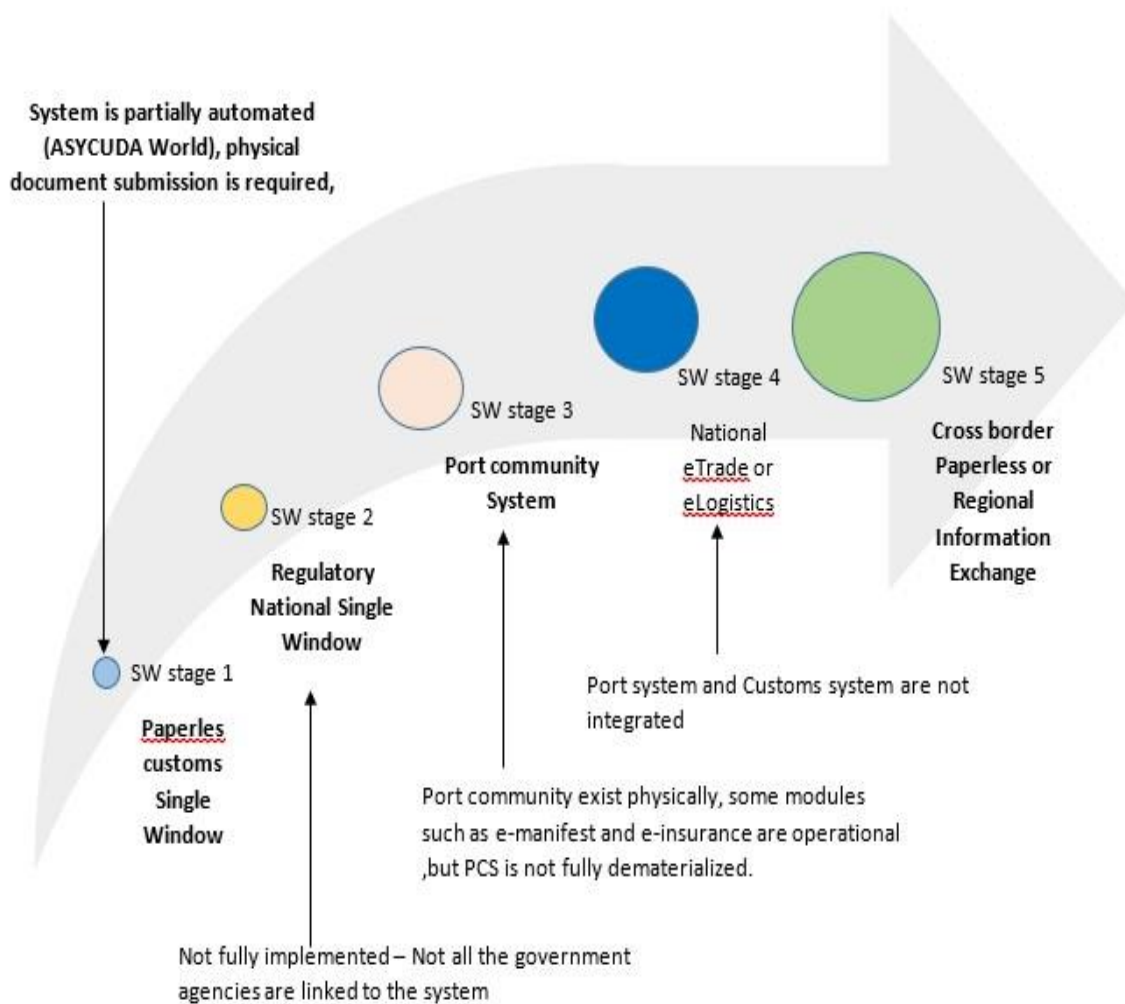 System is partially automated
(ASYCUDA World), physical
document submission is required,
SW stage 1
Paperles
customs
Single
Window
SW stage 2
Regulatory
National Single
Window
SW stage 3
Port community
System
SW stage 4
National
eTrade or
eLogistics
SW stage 5
Cross border
Paperless or
Regional
Information
Exchange
Port system and Customs system are not
integrated
Port community exist physically, some modules
such as e-manifest and e-insurance are operational
,but PCS is not fully dematerialized.
Not fully implemented – Not all the government
agencies are linked to the system